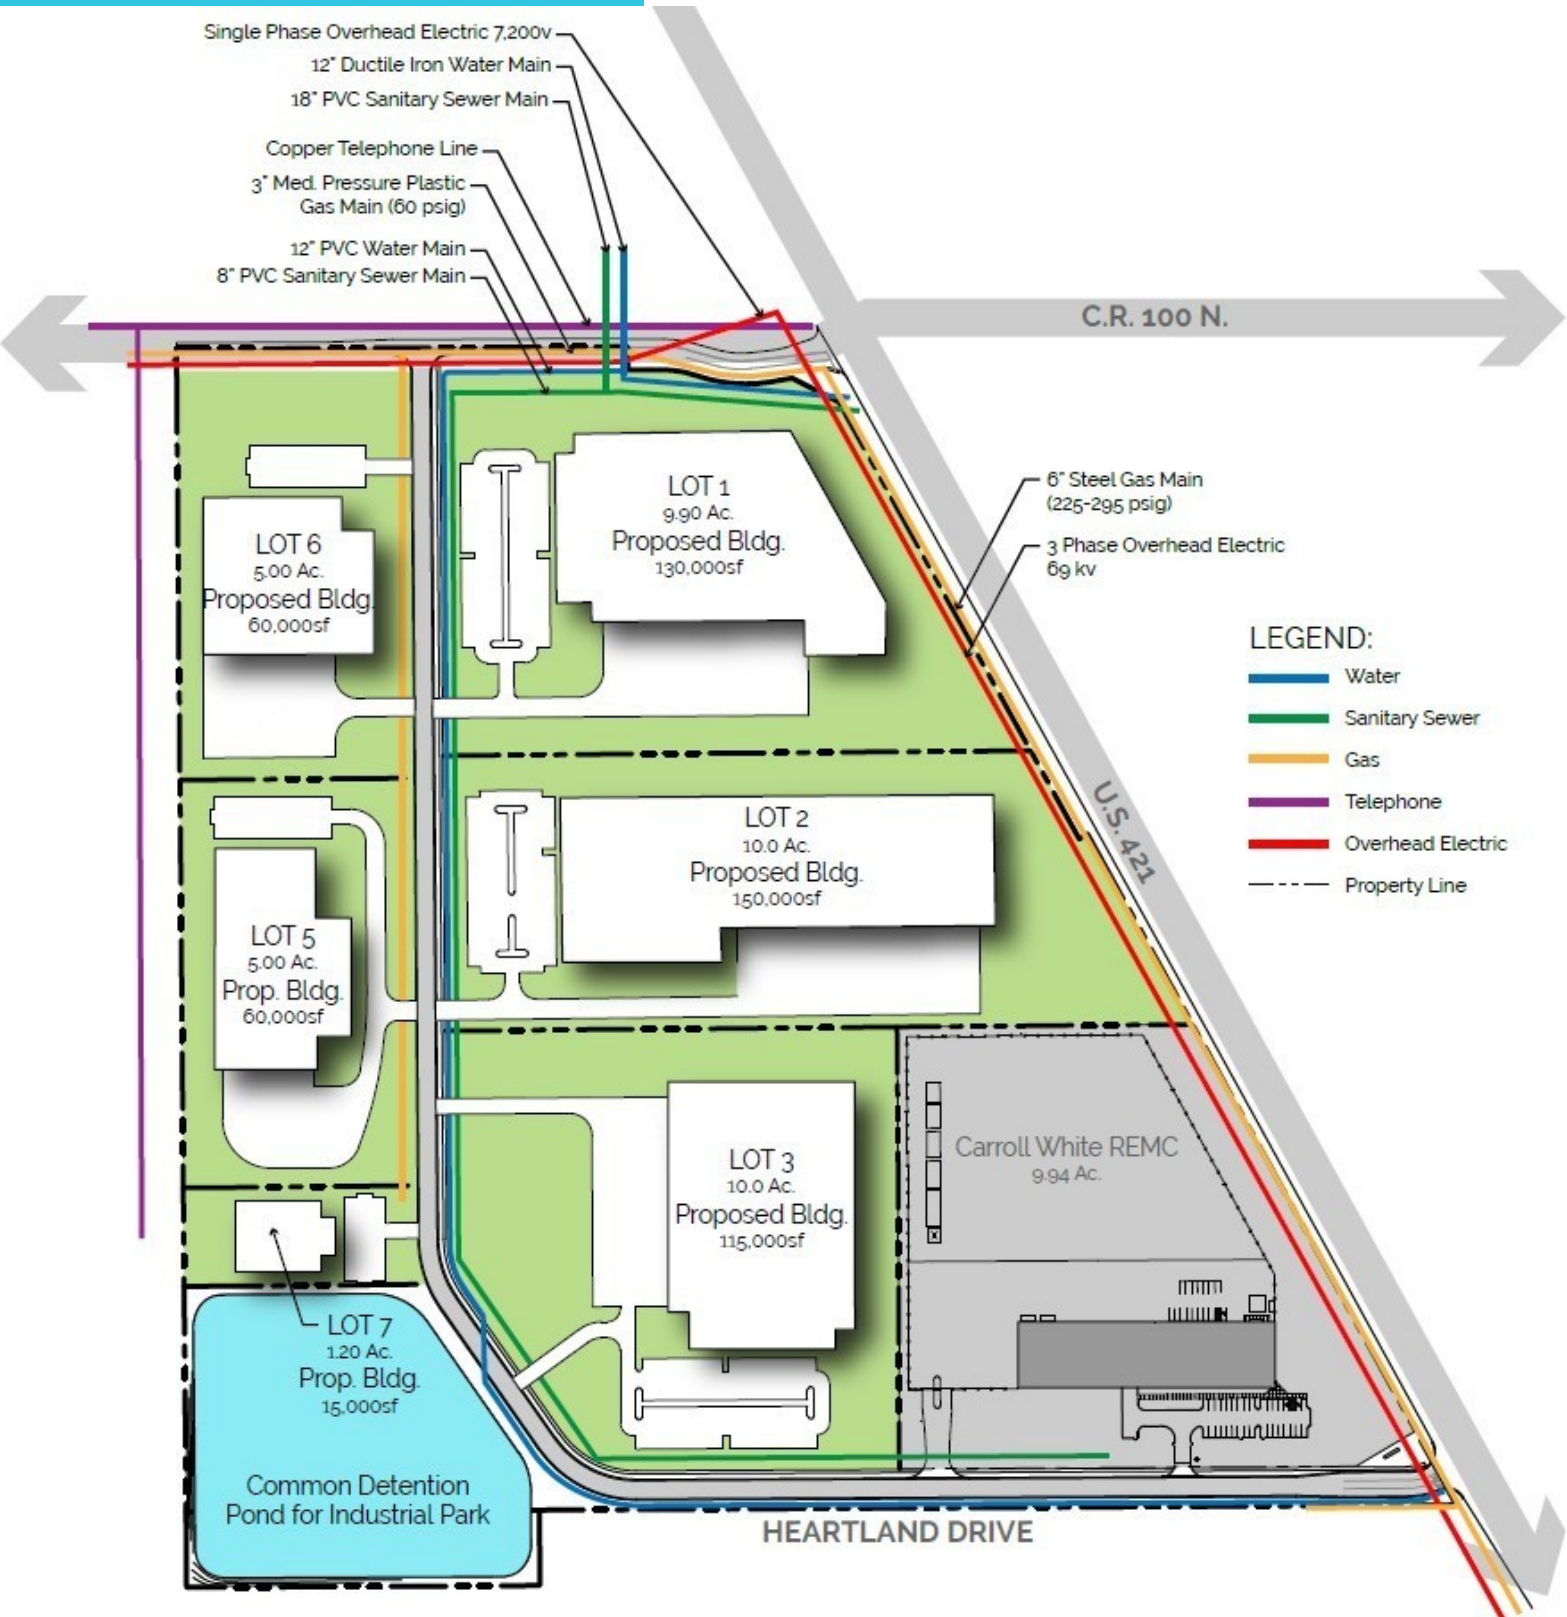 Single Phase Overhead Electric 7,200v
12" Ductile Iron Water Main
18" PVC Sanitary Sewer Main
Copper Telephone Line
3" Med. Pressure Plastic
Gas Main (60 psig)
12" PVC Water Main
8" PVC Sanitary Sewer Main
C.R. 100 N.
6" Steel Gas Main
(225-295 psig)
3 Phase Overhead Electric
69 kv
LOT 1
9.90 Ac.
Proposed Bldg.
130,000sf
LOT 6
5.00 Ac.
Proposed Bldg.
60,000sf
LEGEND:
Water
Sanitary Sewer
Gas
Telephone
Overhead Electric
Property Line
U.S. 421
LOT 2
10.0 Ac.
Proposed Bldg.
150,000sf
LOT 5
5.00 Ac.
Prop. Bldg.
60,000sf
LOT 3
10.0 Ac.
Proposed Bldg.
115,000sf
Carroll White REMC
9.94 Ac.
LOT 7
1.20 Ac.
Prop. Bldg.
15,000sf
Common Detention
Pond for Industrial Park
HEARTLAND DRIVE